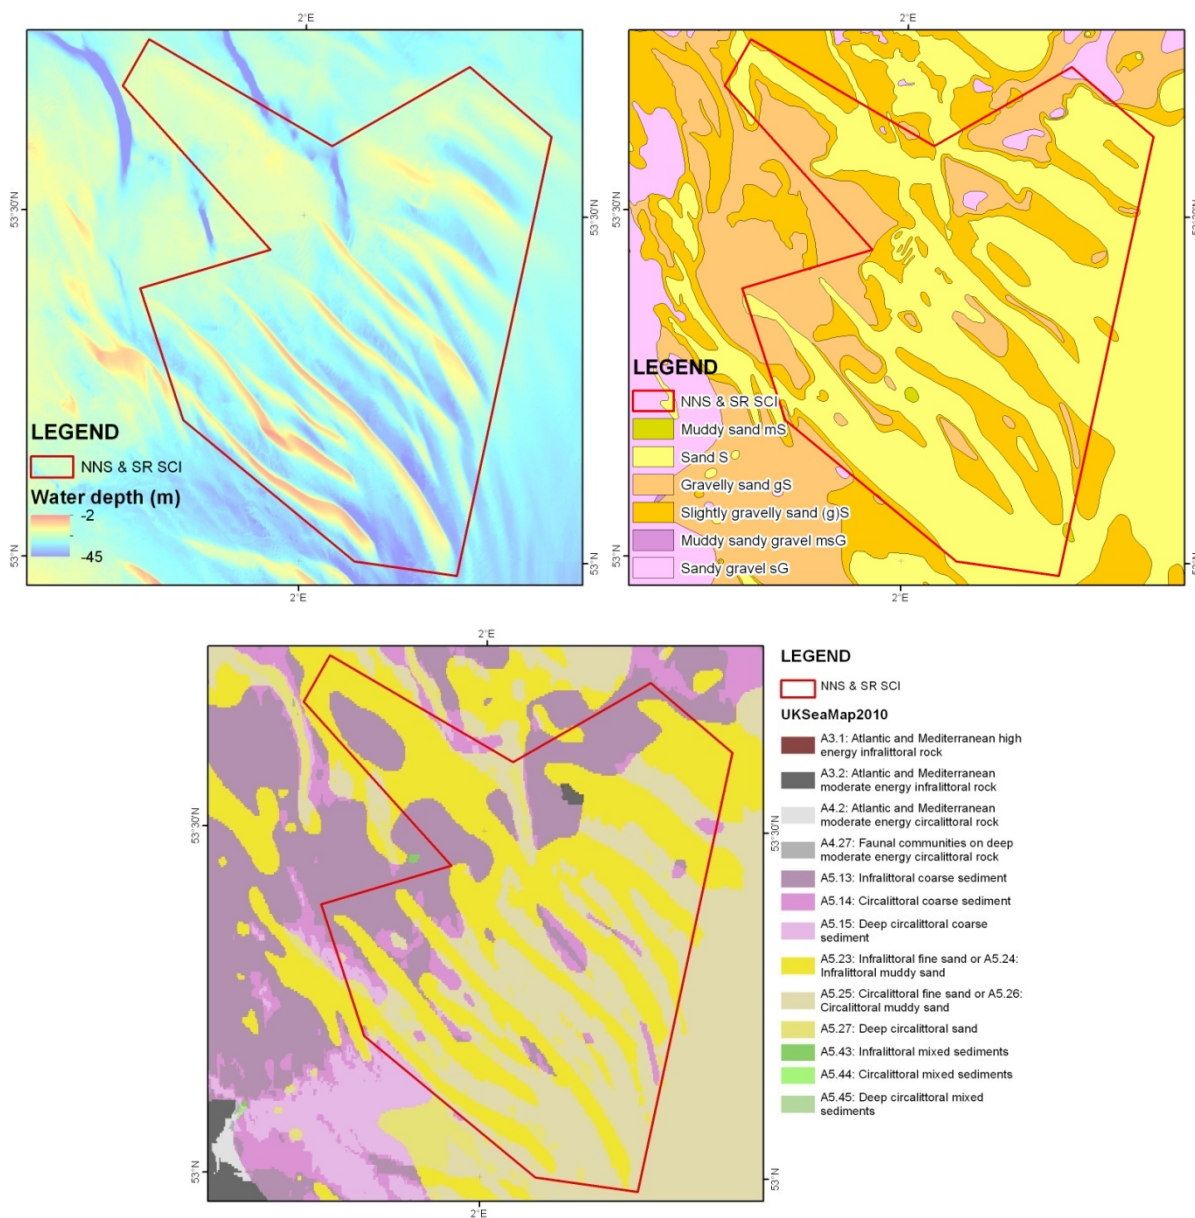 2°E
53°30'N
53°30'N
LEGEND
NNS & SR SCI
Water depth (m)
-2
-45
53°N
53°N
2°E
2°E
LEGEND
NNS & SR SCI
Muddy sand mS
Sand S
Gravelly sand gS
Slightly gravelly sand (g)S
Muddy sandy gravel msG
Sandy gravel sG
2°E
2°E
53°30'N
53°30'N
53°N
53°N
2°E
LEGEND
NNS & SR SCI
UKSeaMap2010
A3.1: Atlantic and Mediterranean high
energy infralittoral rock
A3.2: Atlantic and Mediterranean
moderate energy infralittoral rock
A4.2: Atlantic and Mediterranean
moderate energy circalittoral rock
A4.27: Faunal communities on deep
moderate energy circalittoral rock
A5.13: Infralittoral coarse sediment
A5.14: Circalittoral coarse sediment
A5.15: Deep circalittoral coarse
sediment
A5.23: Infralittoral fine sand or A5.24:
Infralittoral muddy sand
A5.25: Circalittoral fine sand or A5.26:
Circalittoral muddy sand
A5.27: Deep circalittoral sand
A5.43: Infralittoral mixed sediments
A5.44: Circalittoral mixed sediments
A5.45: Deep circalittoral mixed
sediments